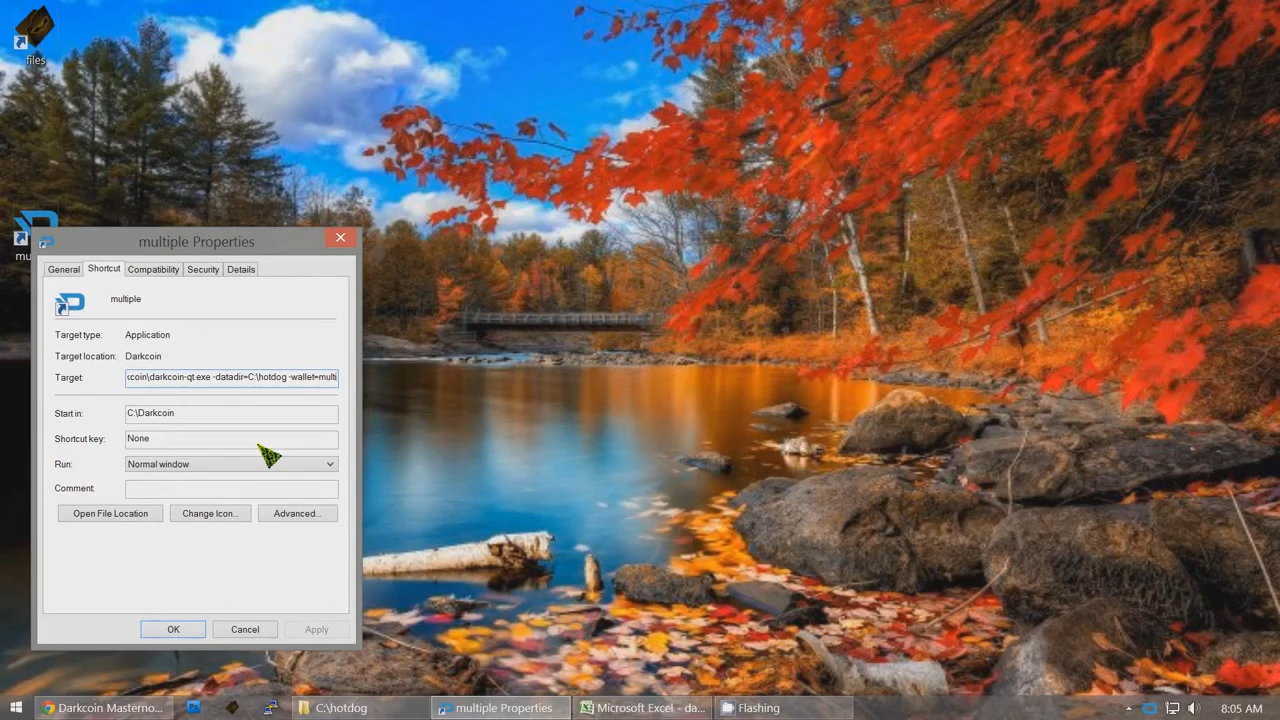 files
mu
multiple Properties
General
Shortcut
Compatibility
Security
Details
multiple
Target type:
Application
Target location:
Darkcoin
Target:
:coin\darkcoin-qt.exe -datadir=C:\hotdog -wallet=multi
Start in:
C:\Darkcoin
Shortcut key:
None
Run:
Normal window
Comment:
Open File Location
Change Icon...
Advanced...
OK
Cancel
Apply
Darkcoin Masterno...
Ps
C:\hotdog
multiple Properties
Microsoft Excel - da...
Flashing
8:05 AM